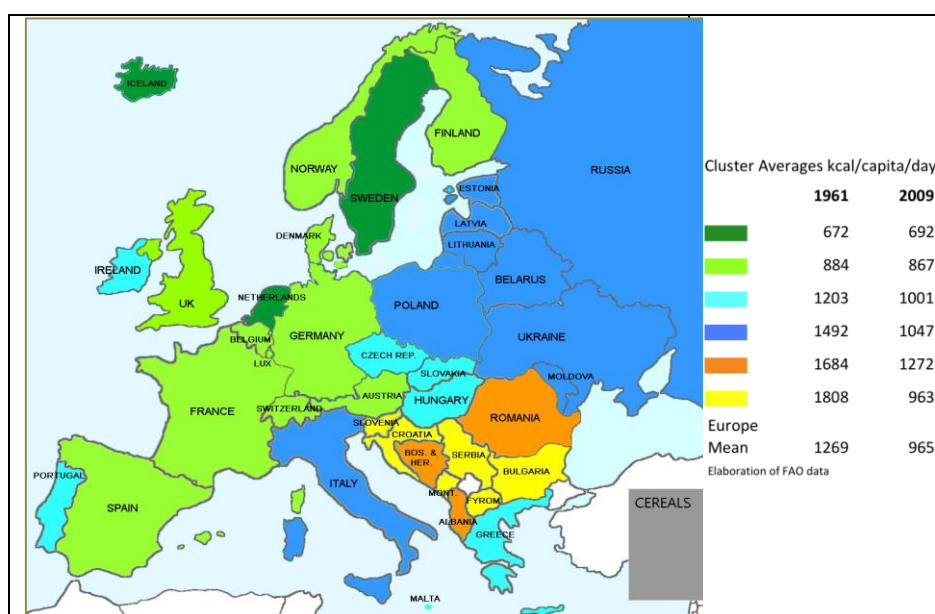 ICELAND
FINLAND
NORWAY
RUSSIA
SWEDEN
ESTONIA
LATVIA
DENMARK
LITHUANIA
IRELAND
BELARUS
NETHERLANDS
UK
POLAND
BELGIUM
GERMANY
UKRAINE
LUX
CZECH REP.
SLOVAKIA
MOLDOVA
AUSTRIA
HUNGARY
FRANCE
SWITZERLAND
ROMANIA
SLOVENIA
CROATIA
BOS. &
HER.
SERBIA
BULGARIA
PORTUGAL
ITALY
MONT.
FYROM
SPAIN
ALBANIA
GREECE
MALTA
CEREALS
Cluster Averages kcal/capita/day
1961 2009
672 692
884 867
1203 1001
1492 1047
1684 1272
1808 963
Europe
Mean 1269 965
Elaboration of FAO data